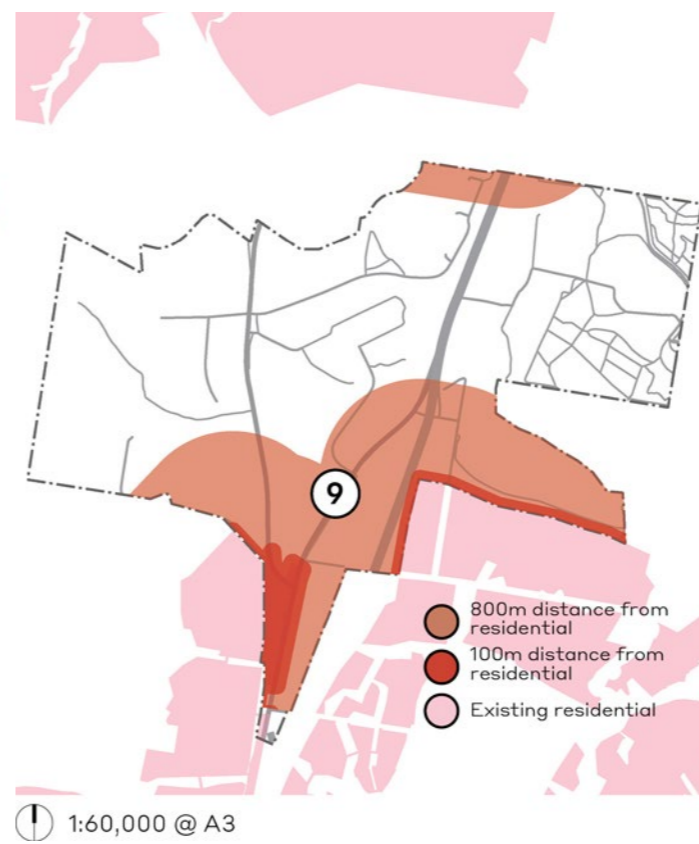 9
800m distance from
residential
100m distance from
residential
Existing residential
1:60,000 @ A3